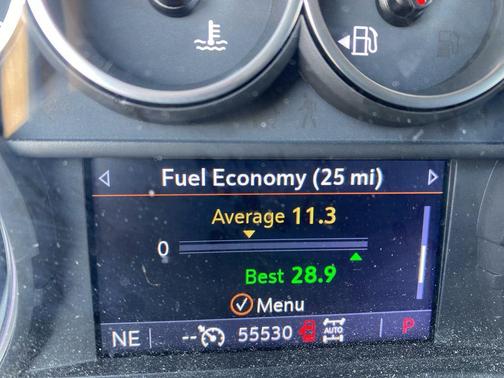 Fuel Economy (25 mi)
Average 11.3
0
Best 28.9
Menu
NE -- 55530 AUTO P